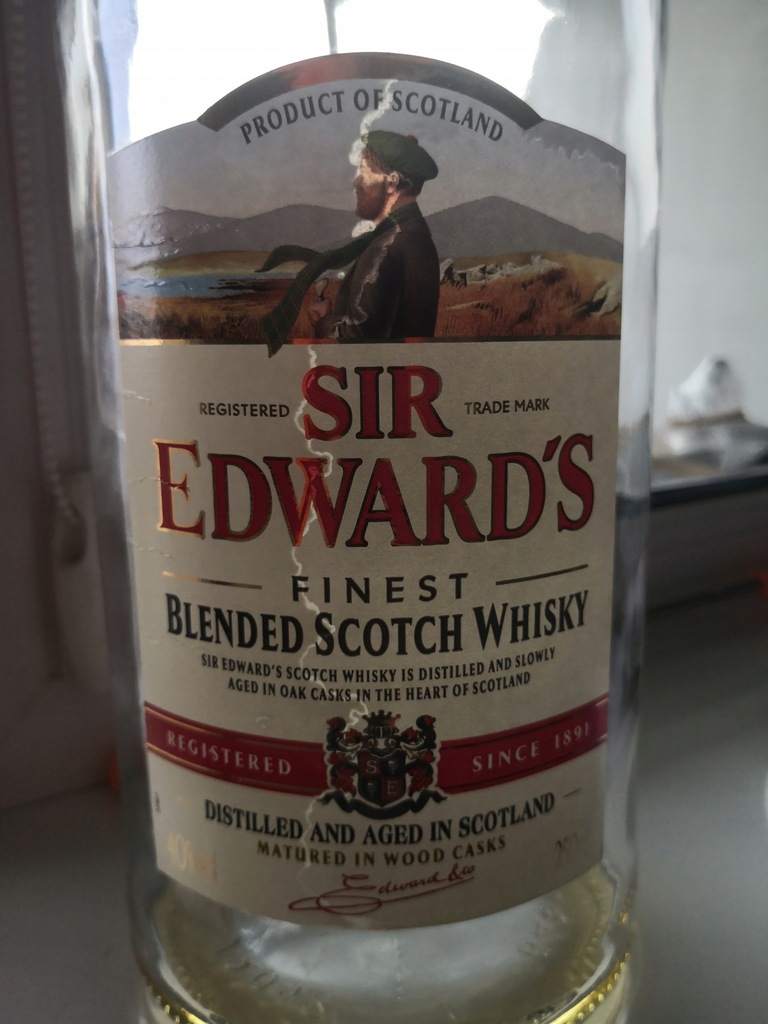 PRODUCT OF SCOTLAND
REGISTERED SIR TRADE MARK
EDWARD'S
FINEST
BLENDED SCOTCH WHISKY
SIR EDWARD'S SCOTCH WHISKY IS DISTILLED AND SLOWLY
AGED IN OAK CASKS IN THE HEART OF SCOTLAND
REGISTERED SINCE 1891
S E
DISTILLED AND AGED IN SCOTLAND
MATURED IN WOOD CASKS
Edward & Co